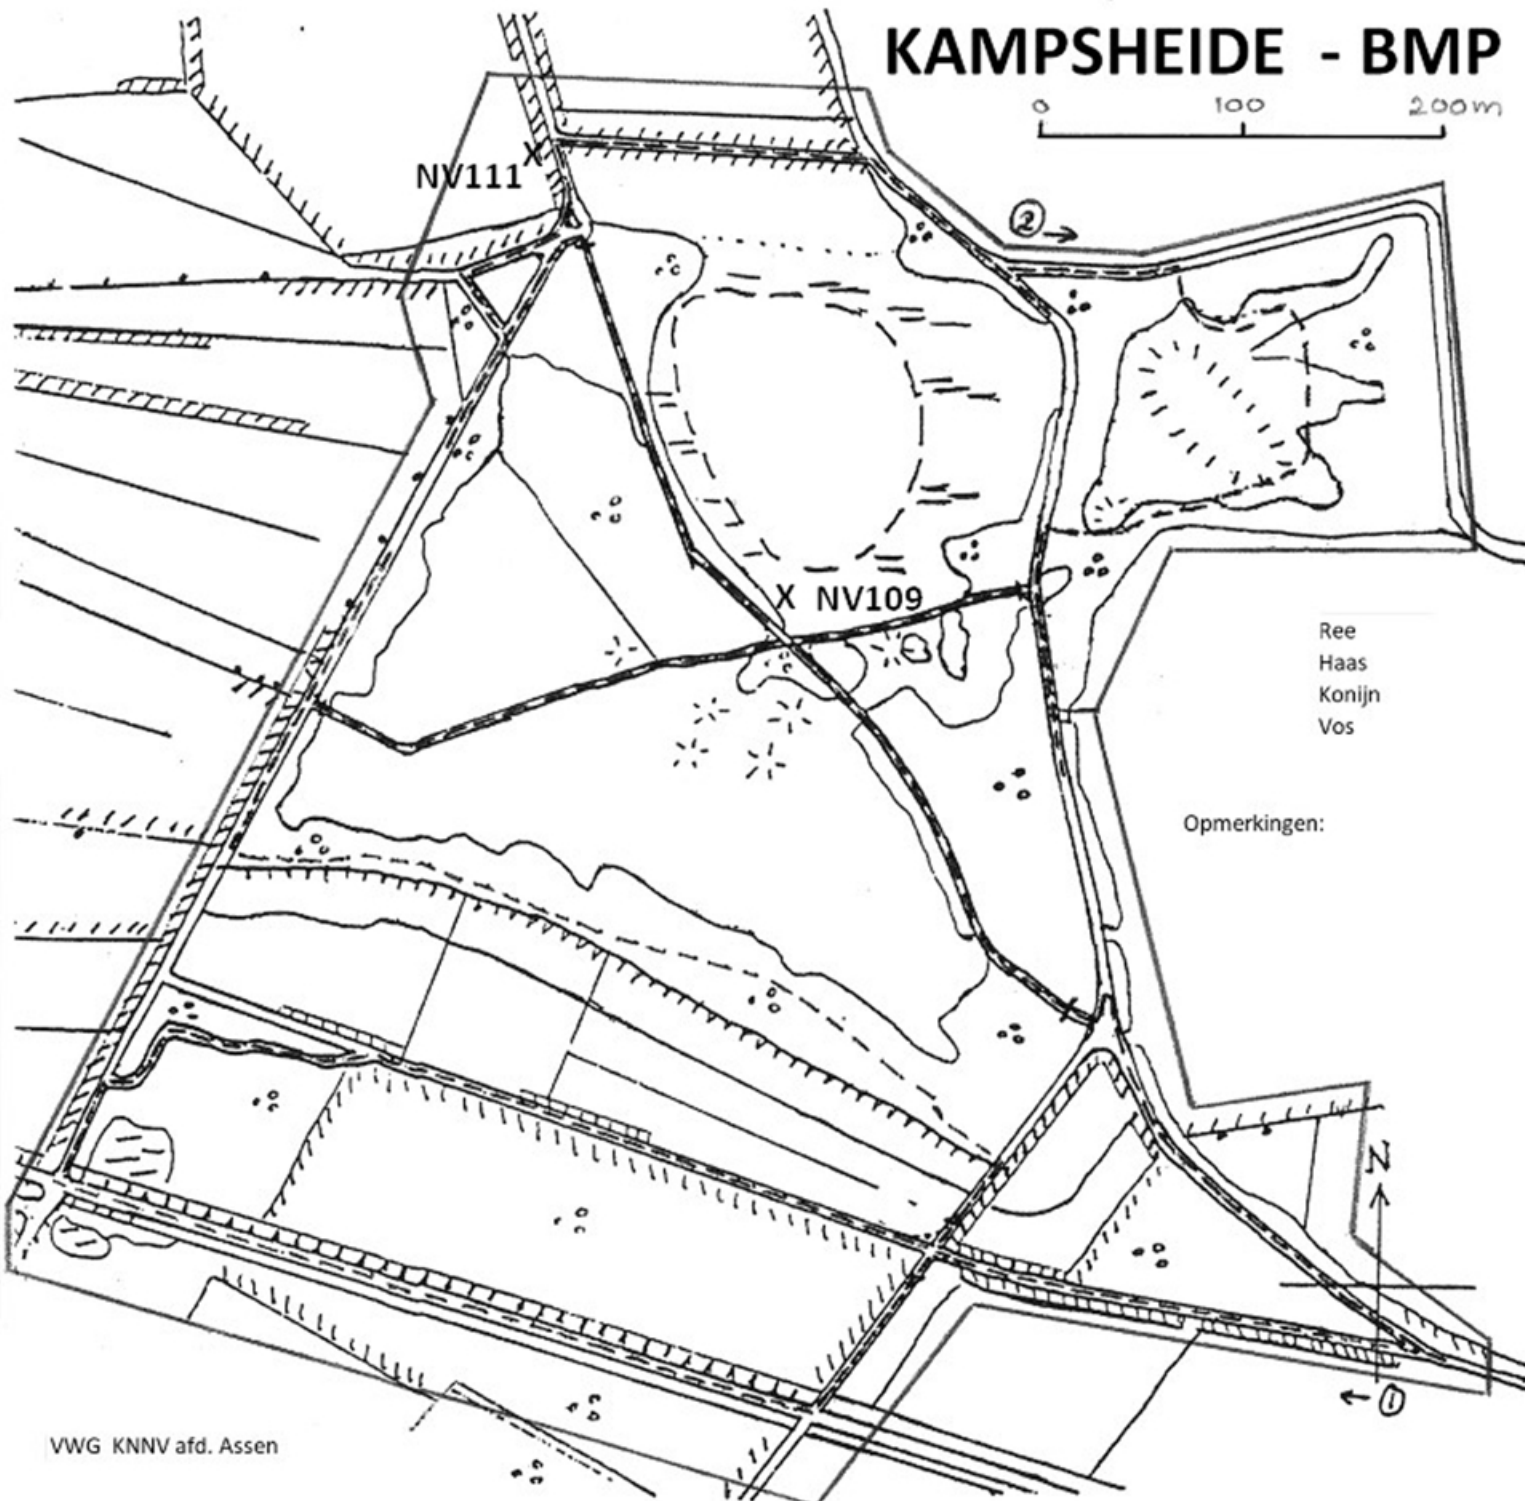 KAMPSHEIDE - BMP
0 100 200m
NV111
2
NV109
Ree
Haas
Konijn
Vos
Opmerkingen:
N
1
VWG KNNV afd. Assen